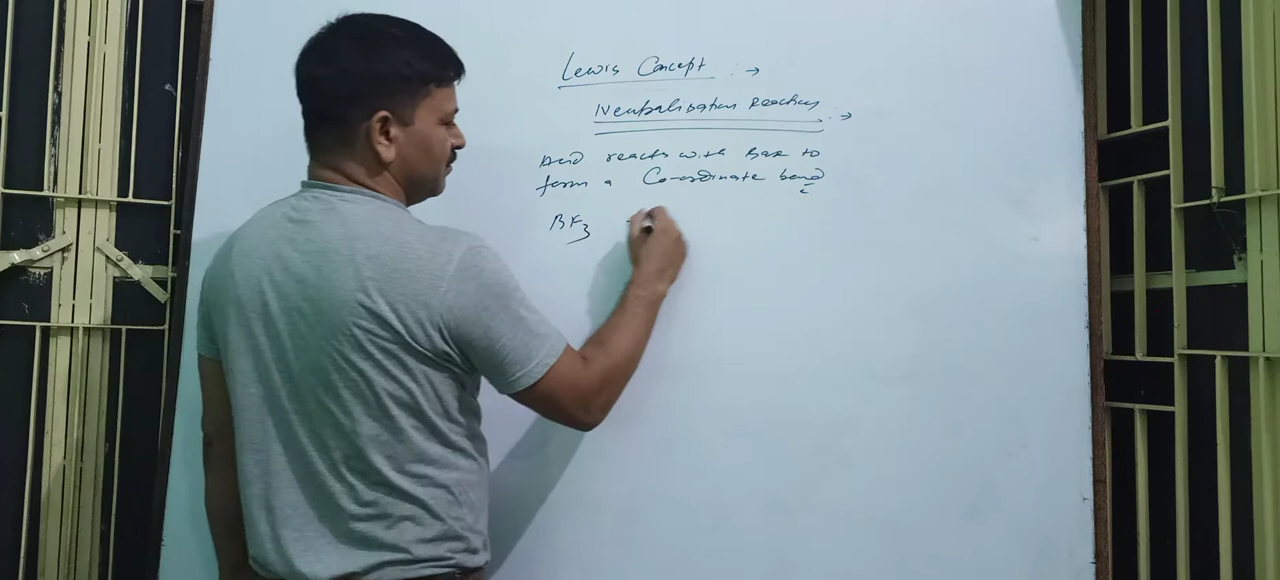 Lewis Concept :→
Neutralisation Reaction :→
Acid reacts with Base to
form a Co-ordinate bond
BF3